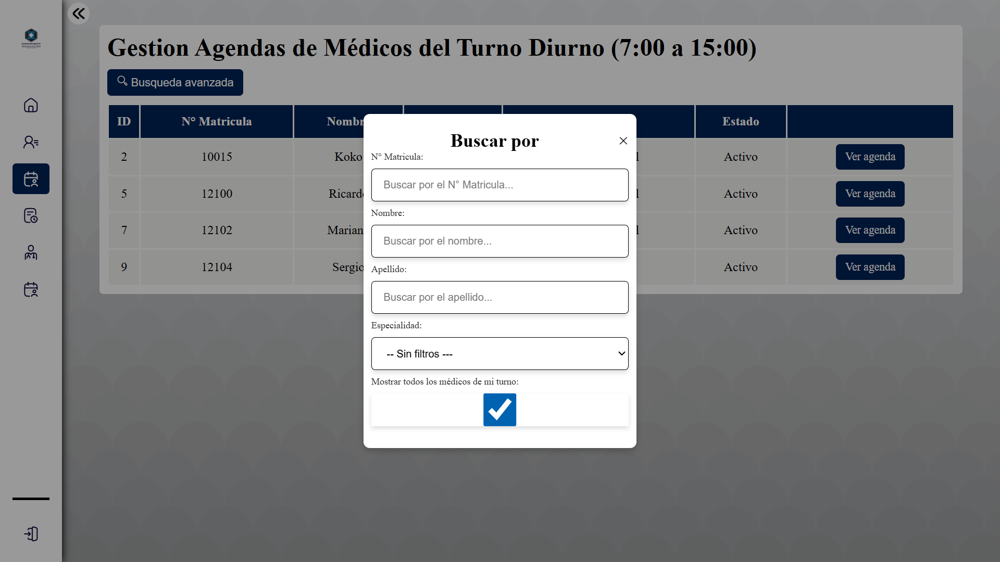 HOSPITAL
Gestion Agendas de Médicos del Turno Diurno (7:00 a 15:00)
Busqueda avanzada
ID N° Matricula Nombr Estado
2 10015 Koko l Activo Ver agenda
5 12100 Ricard l Activo Ver agenda
7 12102 Marian l Activo Ver agenda
9 12104 Sergio Activo Ver agenda
Buscar por
N° Matricula:
Buscar por el N° Matricula...
Nombre:
Buscar por el nombre...
Apellido:
Buscar por el apellido...
Especialidad:
-- Sin filtros ---
Mostrar todos los médicos de mi turno: